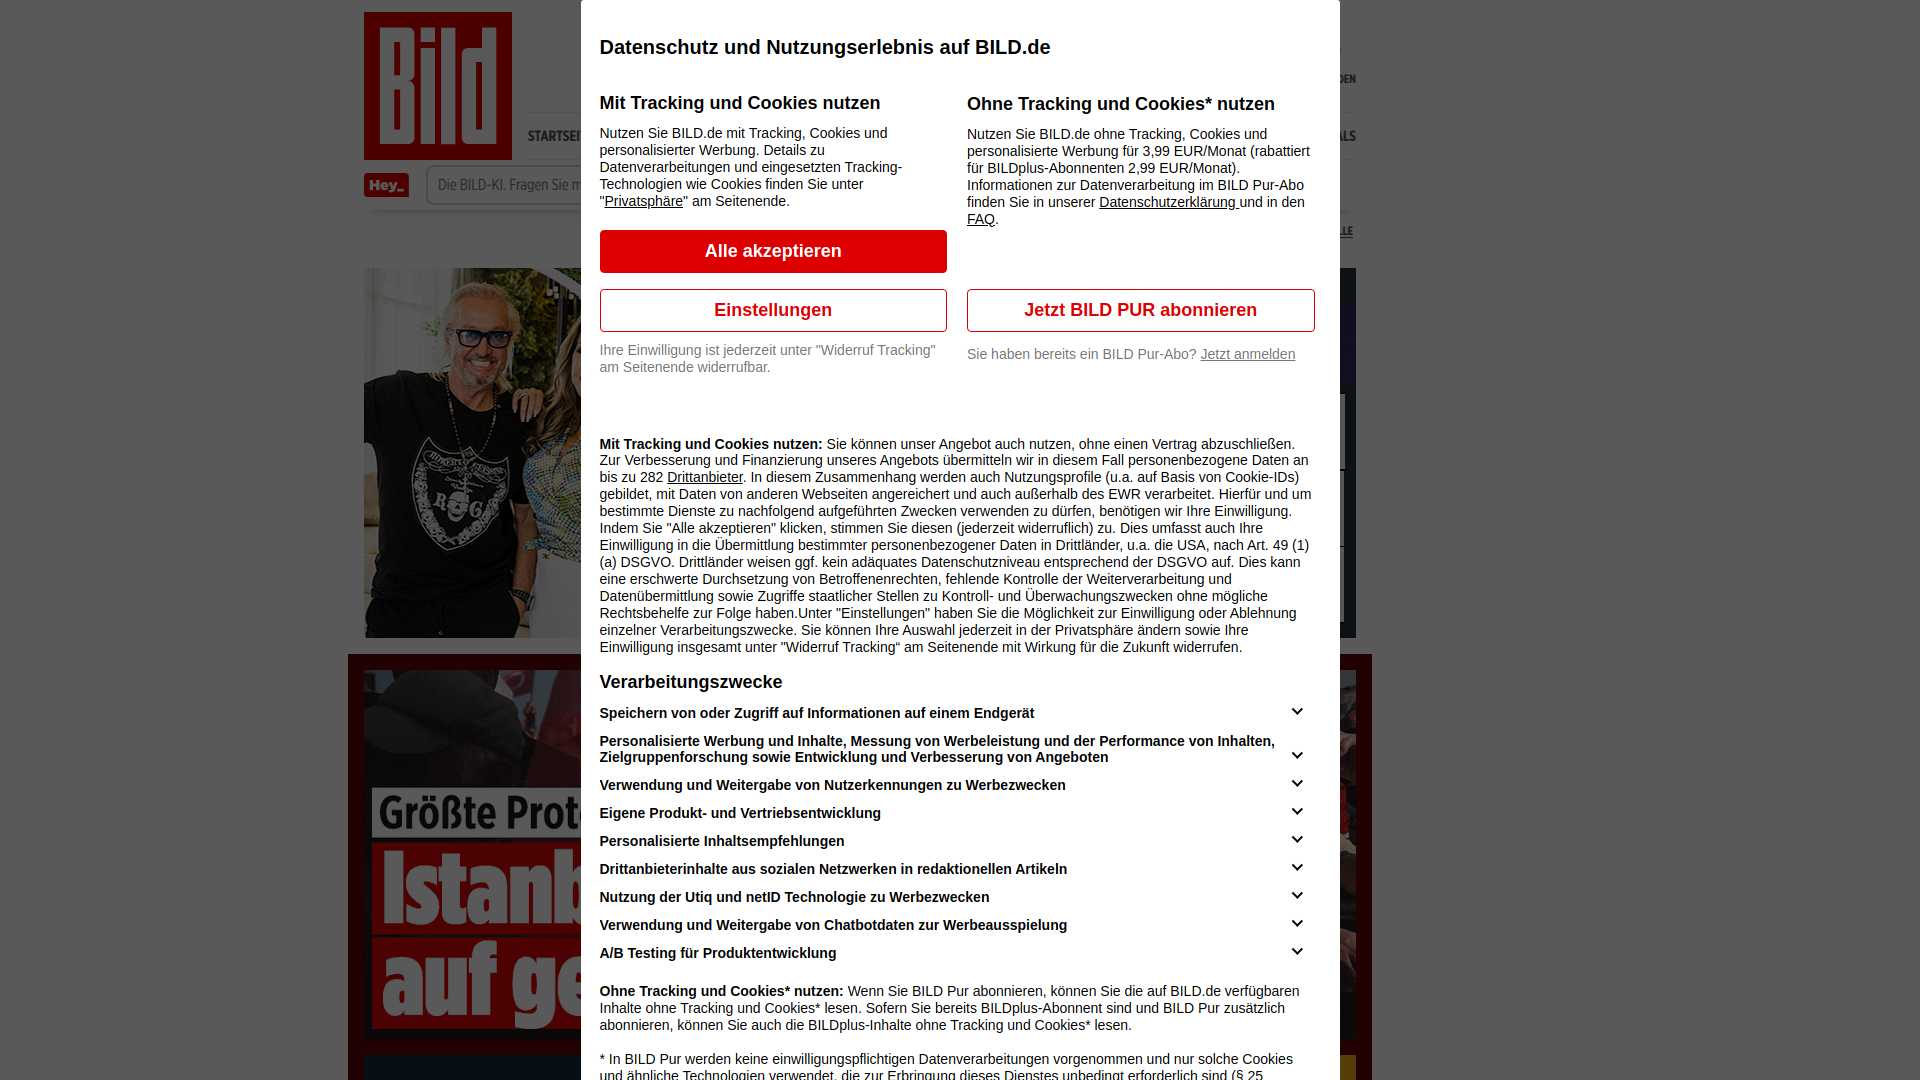 Bild
DEN
STARTSEI
ALS
Hey_
Die BILD-KI. Fragen Sie m
LLE
Datenschutz und Nutzungserlebnis auf BILD.de
Mit Tracking und Cookies nutzen
Nutzen Sie BILD.de mit Tracking, Cookies und
personalisierter Werbung. Details zu
Datenverarbeitungen und eingesetzten Tracking-
Technologien wie Cookies finden Sie unter
"Privatsphäre" am Seitenende.
Alle akzeptieren
Einstellungen
Ihre Einwilligung ist jederzeit unter "Widerruf Tracking"
am Seitenende widerrufbar.
Ohne Tracking und Cookies* nutzen
Nutzen Sie BILD.de ohne Tracking, Cookies und
personalisierte Werbung für 3,99 EUR/Monat (rabattiert
für BILDplus-Abonnenten 2,99 EUR/Monat).
Informationen zur Datenverarbeitung im BILD Pur-Abo
finden Sie in unserer Datenschutzerklärung und in den
FAQ.
Jetzt BILD PUR abonnieren
Sie haben bereits ein BILD Pur-Abo? Jetzt anmelden
Mit Tracking und Cookies nutzen: Sie können unser Angebot auch nutzen, ohne einen Vertrag abzuschließen.
Zur Verbesserung und Finanzierung unseres Angebots übermitteln wir in diesem Fall personenbezogene Daten an
bis zu 282 Drittanbieter. In diesem Zusammenhang werden auch Nutzungsprofile (u.a. auf Basis von Cookie-IDs)
gebildet, mit Daten von anderen Webseiten angereichert und auch außerhalb des EWR verarbeitet. Hierfür und um
bestimmte Dienste zu nachfolgend aufgeführten Zwecken verwenden zu dürfen, benötigen wir Ihre Einwilligung.
Indem Sie "Alle akzeptieren" klicken, stimmen Sie diesen (jederzeit widerruflich) zu. Dies umfasst auch Ihre
Einwilligung in die Übermittlung bestimmter personenbezogener Daten in Drittländer, u.a. die USA, nach Art. 49 (1)
(a) DSGVO. Drittländer weisen ggf. kein adäquates Datenschutzniveau entsprechend der DSGVO auf. Dies kann
eine erschwerte Durchsetzung von Betroffenenrechten, fehlende Kontrolle der Weiterverarbeitung und
Datenübermittlung sowie Zugriffe staatlicher Stellen zu Kontroll- und Überwachungszwecken ohne mögliche
Rechtsbehelfe zur Folge haben.Unter "Einstellungen" haben Sie die Möglichkeit zur Einwilligung oder Ablehnung
einzelner Verarbeitungszwecke. Sie können Ihre Auswahl jederzeit in der Privatsphäre ändern sowie Ihre
Einwilligung insgesamt unter "Widerruf Tracking“ am Seitenende mit Wirkung für die Zukunft widerrufen.
Verarbeitungszwecke
Speichern von oder Zugriff auf Informationen auf einem Endgerät
Personalisierte Werbung und Inhalte, Messung von Werbeleistung und der Performance von Inhalten,
Zielgruppenforschung sowie Entwicklung und Verbesserung von Angeboten
Verwendung und Weitergabe von Nutzerkennungen zu Werbezwecken
Eigene Produkt- und Vertriebsentwicklung
Personalisierte Inhaltsempfehlungen
Drittanbieterinhalte aus sozialen Netzwerken in redaktionellen Artikeln
Nutzung der Utiq und netID Technologie zu Werbezwecken
Verwendung und Weitergabe von Chatbotdaten zur Werbeausspielung
A/B Testing für Produktentwicklung
Ohne Tracking und Cookies* nutzen: Wenn Sie BILD Pur abonnieren, können Sie die auf BILD.de verfügbaren
Inhalte ohne Tracking und Cookies* lesen. Sofern Sie bereits BILDplus-Abonnent sind und BILD Pur zusätzlich
abonnieren, können Sie auch die BILDplus-Inhalte ohne Tracking und Cookies* lesen.
* In BILD Pur werden keine einwilligungspflichtigen Datenverarbeitungen vorgenommen und nur solche Cookies
und ähnliche Technologien verwendet, die zur Erbringung dieses Dienstes unbedingt erforderlich sind (§ 25
Größte Prote
Istanb
auf ge